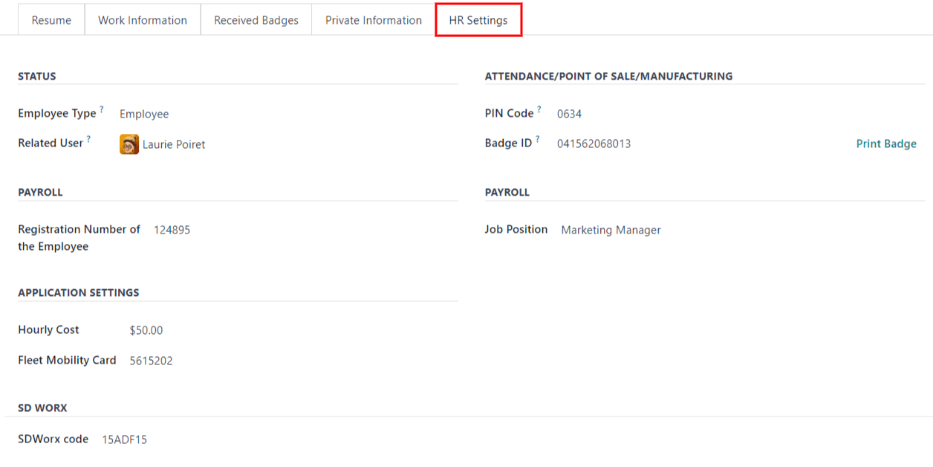 Resume Work Information Received Badges Private Information HR Settings
STATUS
Employee Type ? Employee
Related User ? Laurie Poiret
ATTENDANCE/POINT OF SALE/MANUFACTURING
PIN Code ? 0634
Badge ID ? 041562068013 Print Badge
PAYROLL
Registration Number of
the Employee 124895
PAYROLL
Job Position Marketing Manager
APPLICATION SETTINGS
Hourly Cost $50.00
Fleet Mobility Card 5615202
SD WORX
SDWorx code 15ADF15